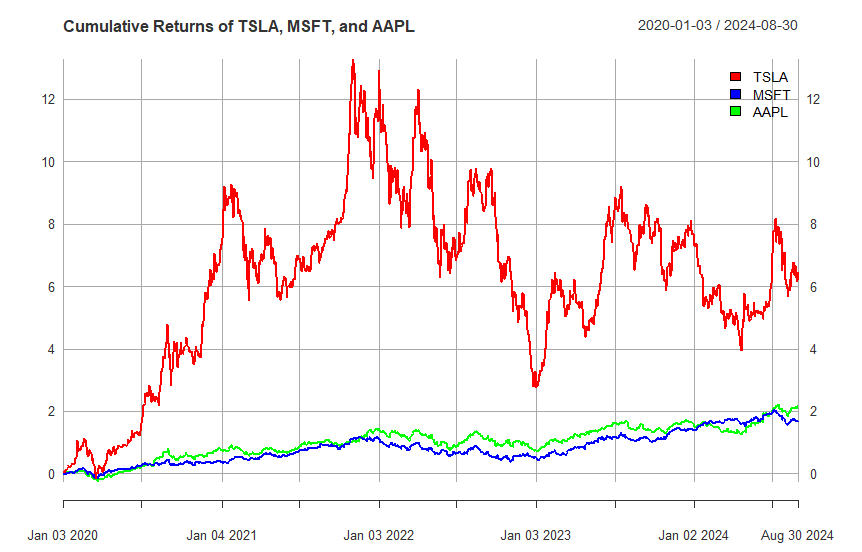 Cumulative Returns of TSLA, MSFT, and AAPL
2020-01-03 / 2024-08-30
TSLA
MSFT
AAPL
12 12
10 10
8 8
6 6
4 4
2 2
0 0
Jan 03 2020 Jan 04 2021 Jan 03 2022 Jan 03 2023 Jan 02 2024 Aug 30 2024